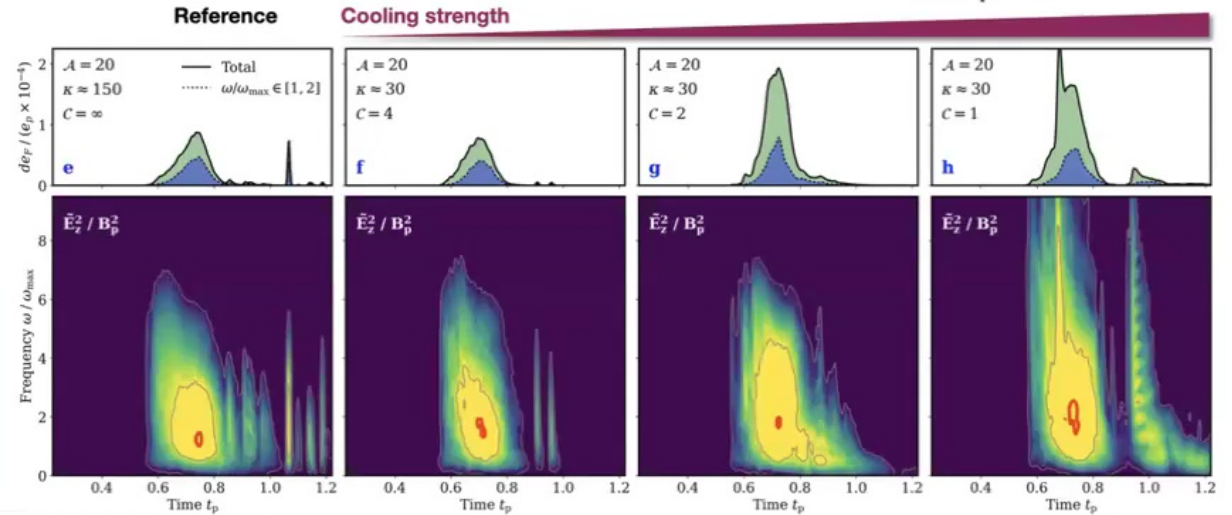 Reference
Cooling strength
de_F / (e_p × 10⁻⁴)
2
1
0
𝒜 = 20
κ ≈ 150
C = ∞
Total
ω/ω_max ∈ [1, 2]
e
𝒜 = 20
κ ≈ 30
C = 4
f
𝒜 = 20
κ ≈ 30
C = 2
g
𝒜 = 20
κ ≈ 30
C = 1
h
Frequency ω / ω_max
8
6
4
2
0
Ẽ_z² / B_p²
Ẽ_z² / B_p²
Ẽ_z² / B_p²
Ẽ_z² / B_p²
0.4 0.6 0.8 1.0 1.2
0.4 0.6 0.8 1.0 1.2
0.4 0.6 0.8 1.0 1.2
0.4 0.6 0.8 1.0 1.2
Time t_p
Time t_p
Time t_p
Time t_p